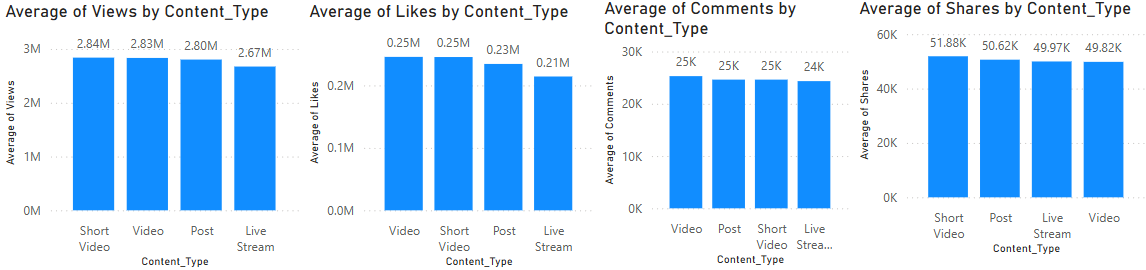 Average of Views by Content_Type
3M
2M
1M
0M
Average of Views
2.84M
2.83M
2.80M
2.67M
Short
Video
Video
Post
Live
Stream
Content_Type
Average of Likes by Content_Type
0.2M
0.1M
0.0M
Average of Likes
0.25M
0.25M
0.23M
0.21M
Video
Short
Video
Post
Live
Stream
Content_Type
Average of Comments by
Content_Type
30K
20K
10K
0K
Average of Comments
25K
25K
25K
24K
Video
Post
Short
Video
Live
Strea...
Content_Type
Average of Shares by Content_Type
60K
40K
20K
0K
Average of Shares
51.88K
50.62K
49.97K
49.82K
Short
Video
Post
Live
Stream
Video
Content_Type